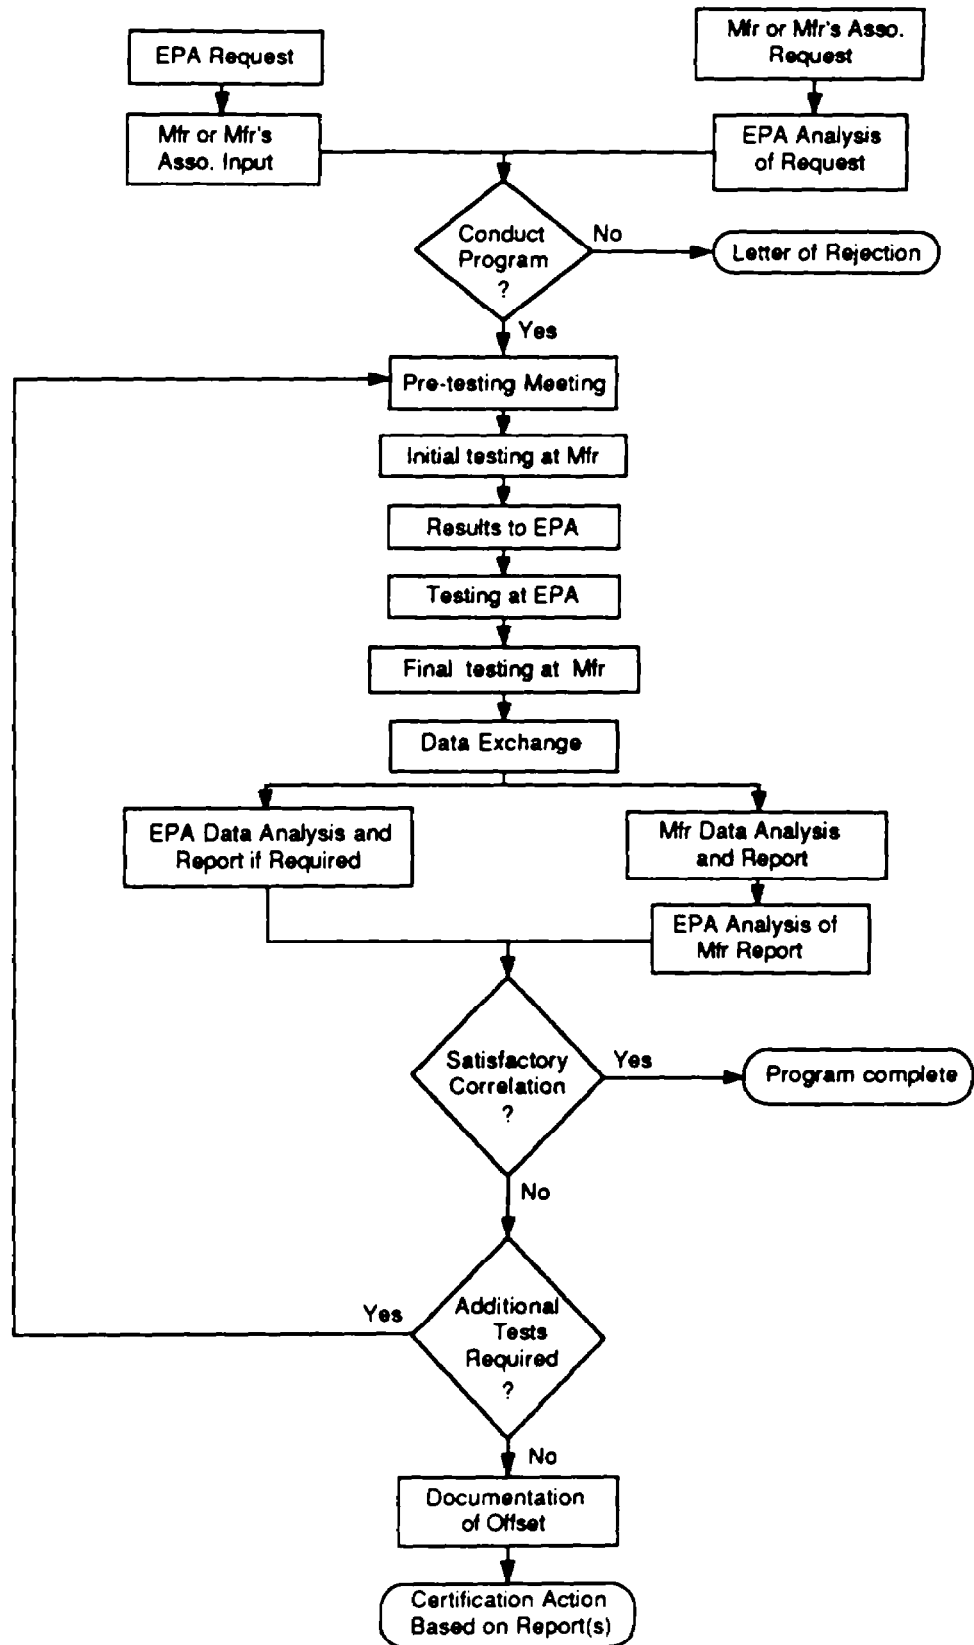 EPA Request
Mfr or Mfr's Asso.
Request
Mfr or Mfr's
Asso. Input
EPA Analysis
of Request
Conduct
Program
?
No
Letter of Rejection
Yes
Pre-testing Meeting
Initial testing at Mfr
Results to EPA
Testing at EPA
Final testing at Mfr
Data Exchange
EPA Data Analysis and
Report if Required
Mfr Data Analysis
and Report
EPA Analysis of
Mfr Report
Satisfactory
Correlation
?
Yes
Program complete
No
Additional
Tests
Required
?
Yes
No
Documentation
of Offset
Certification Action
Based on Report(s)